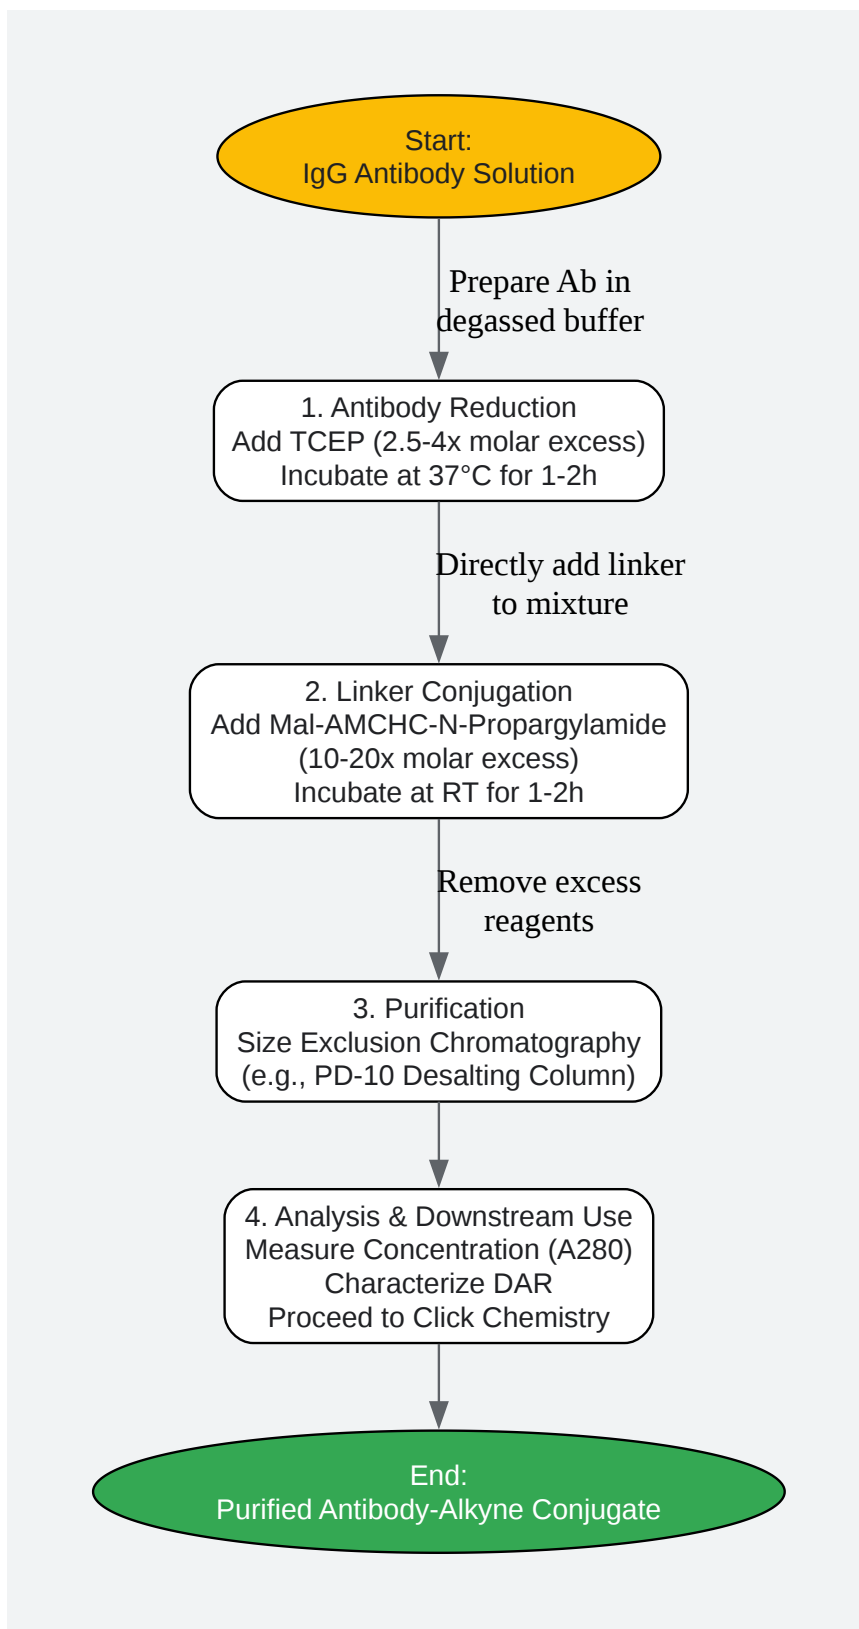 Start:
IgG Antibody Solution
Prepare Ab in
degassed buffer
1. Antibody Reduction
Add TCEP (2.5-4x molar excess)
Incubate at 37°C for 1-2h
Directly add linker
to mixture
2. Linker Conjugation
Add Mal-AMCHC-N-Propargylamide
(10-20x molar excess)
Incubate at RT for 1-2h
Remove excess
reagents
3. Purification
Size Exclusion Chromatography
(e.g., PD-10 Desalting Column)
4. Analysis & Downstream Use
Measure Concentration (A280)
Characterize DAR
Proceed to Click Chemistry
End:
Purified Antibody-Alkyne Conjugate